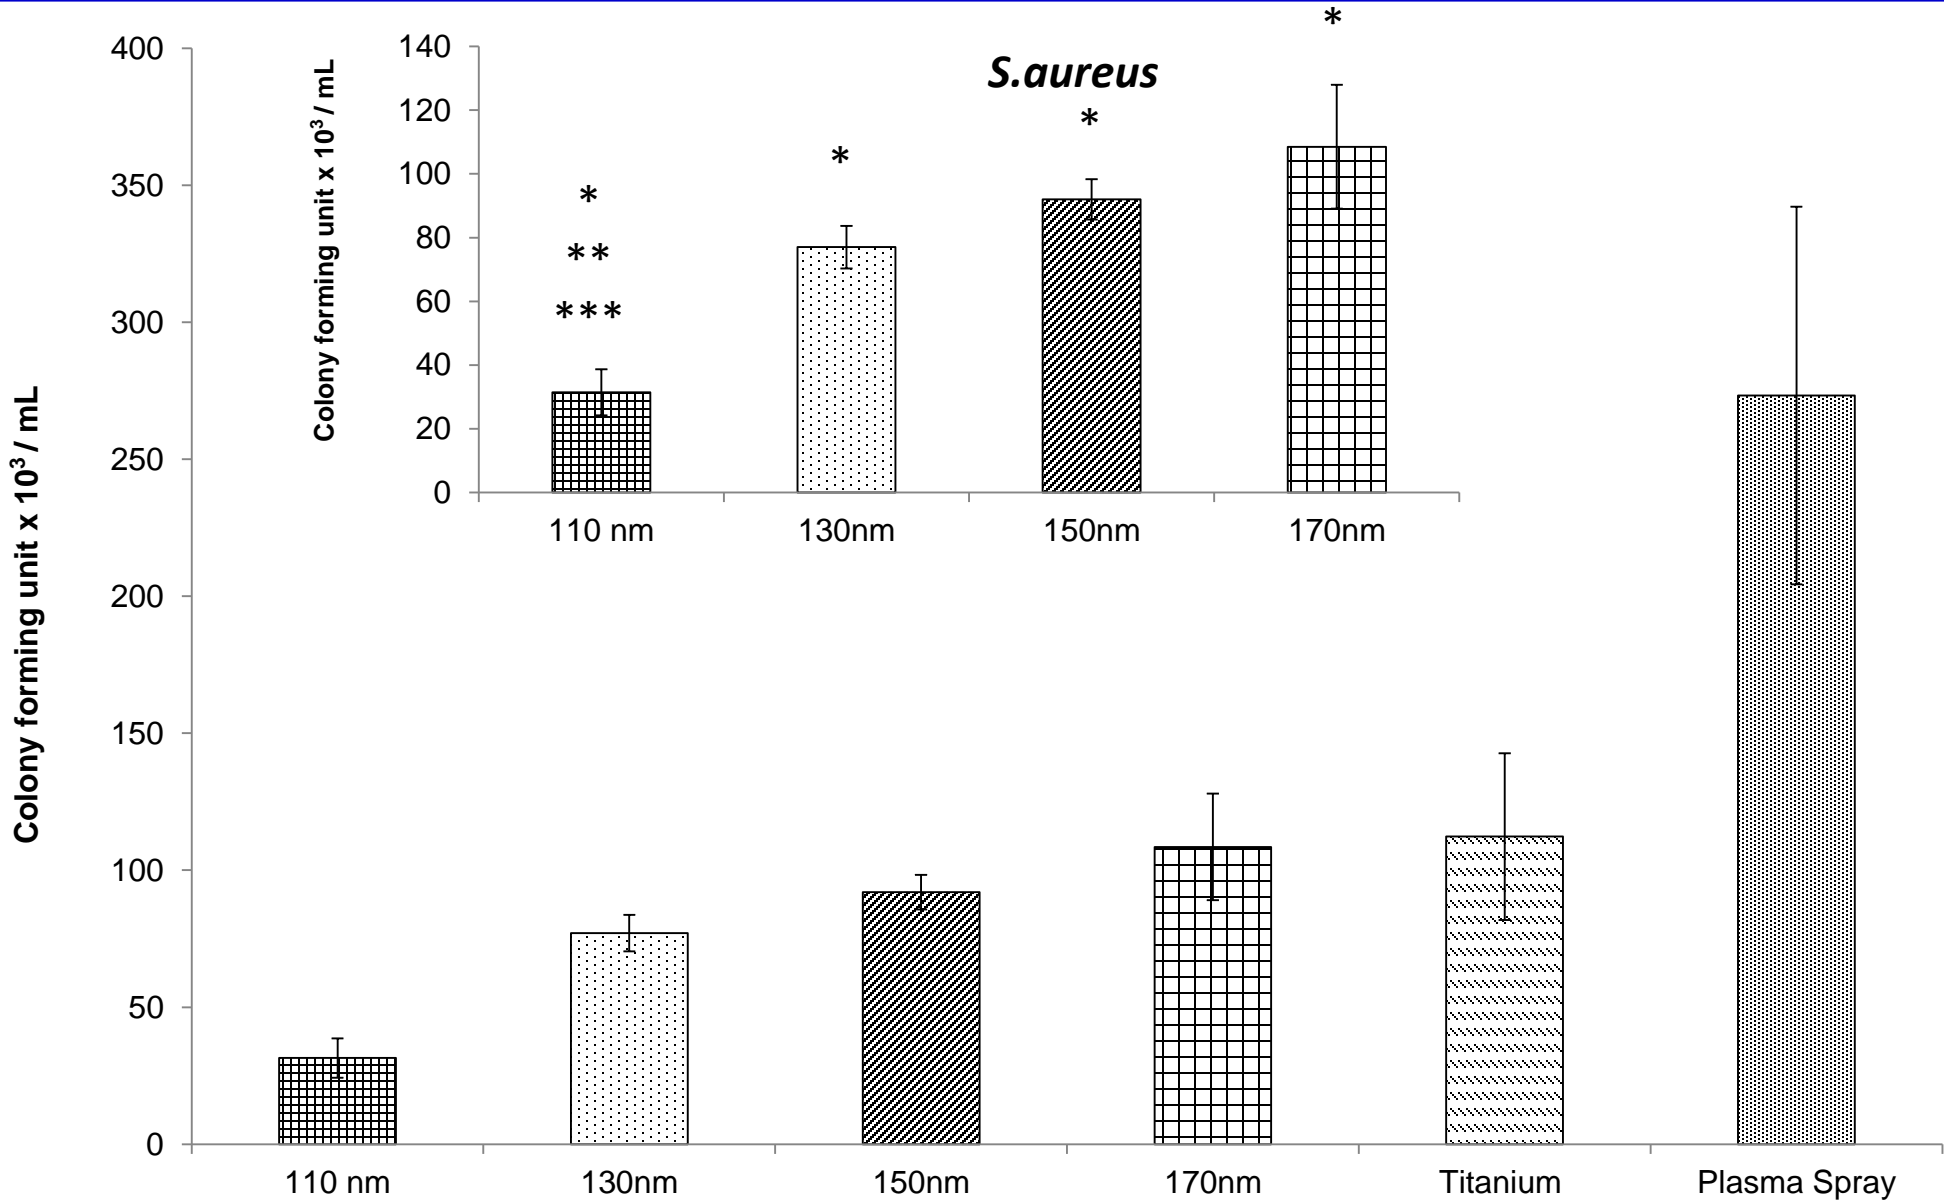 Colony forming unit x 10³ / mL
400
350
300
250
200
150
100
50
0
110 nm
130nm
150nm
170nm
Titanium
Plasma Spray
Colony forming unit x 10³ / mL
140
120
100
80
60
40
20
0
110 nm
130nm
150nm
170nm
S.aureus
*
**
***
*
*
*